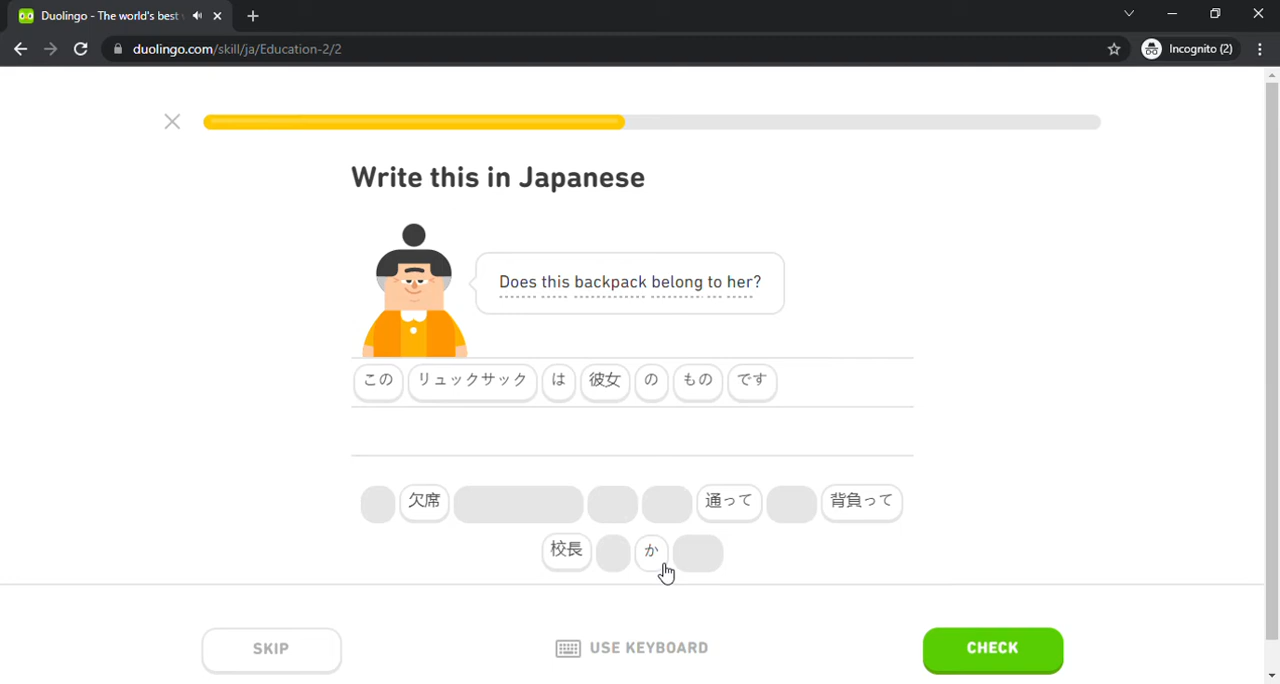 Duolingo - The world's best
duolingo.com/skill/ja/Education-2/2
Incognito (2)
Write this in Japanese
Does this backpack belong to her?
この リュックサック は 彼女 の もの です
欠席 通って 背負って
校長 か
SKIP
USE KEYBOARD
CHECK